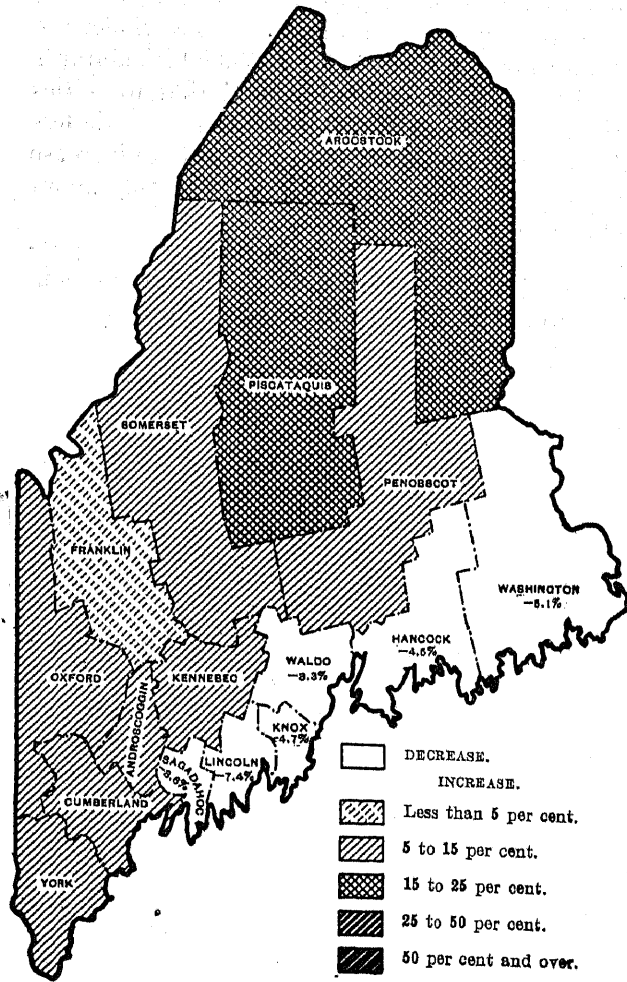 AROOSTOOK
PISCATAQUIS
SOMERSET
PENOBSCOT
FRANKLIN
WASHINGTON
–5.1%
HANCOCK
–4.5%
WALDO
–3.3%
OXFORD
KENNEBEC
ANDROSCOGGIN
KNOX
–4.7%
LINCOLN
–7.4%
SAGADAHOC
CUMBERLAND
YORK
DECREASE.
INCREASE.
Less than 5 per cent.
5 to 15 per cent.
15 to 25 per cent.
25 to 50 per cent.
50 per cent and over.